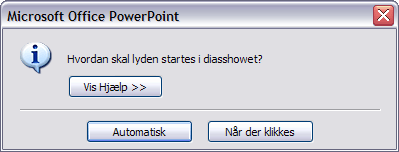 Microsoft Office PowerPoint
Hvordan skal lyden startes i diasshowet?
Vis Hjælp >>
Automatisk
Når der klikkes